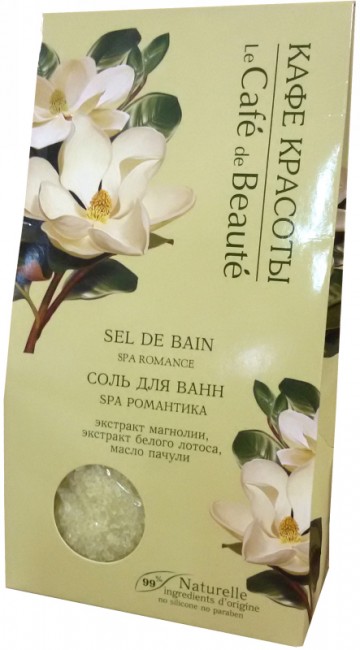 КАФЕ КРАСОТЫ
le Café de Beauté
SEL DE BAIN
SPA ROMANCE
СОЛЬ ДЛЯ ВАНН
SPA РОМАНТИКА
экстракт магнолии,
экстракт белого лотоса,
масло пачули
99% Naturelle
ingredients d'origine
no silicone no paraben